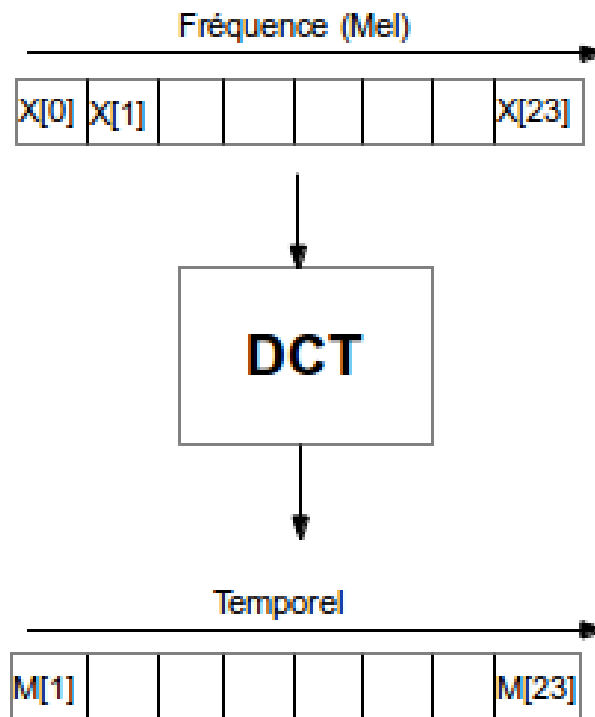 Fréquence (Mel)
X[0] X[1] X[23]
DCT
Temporel
M[1] M[23]